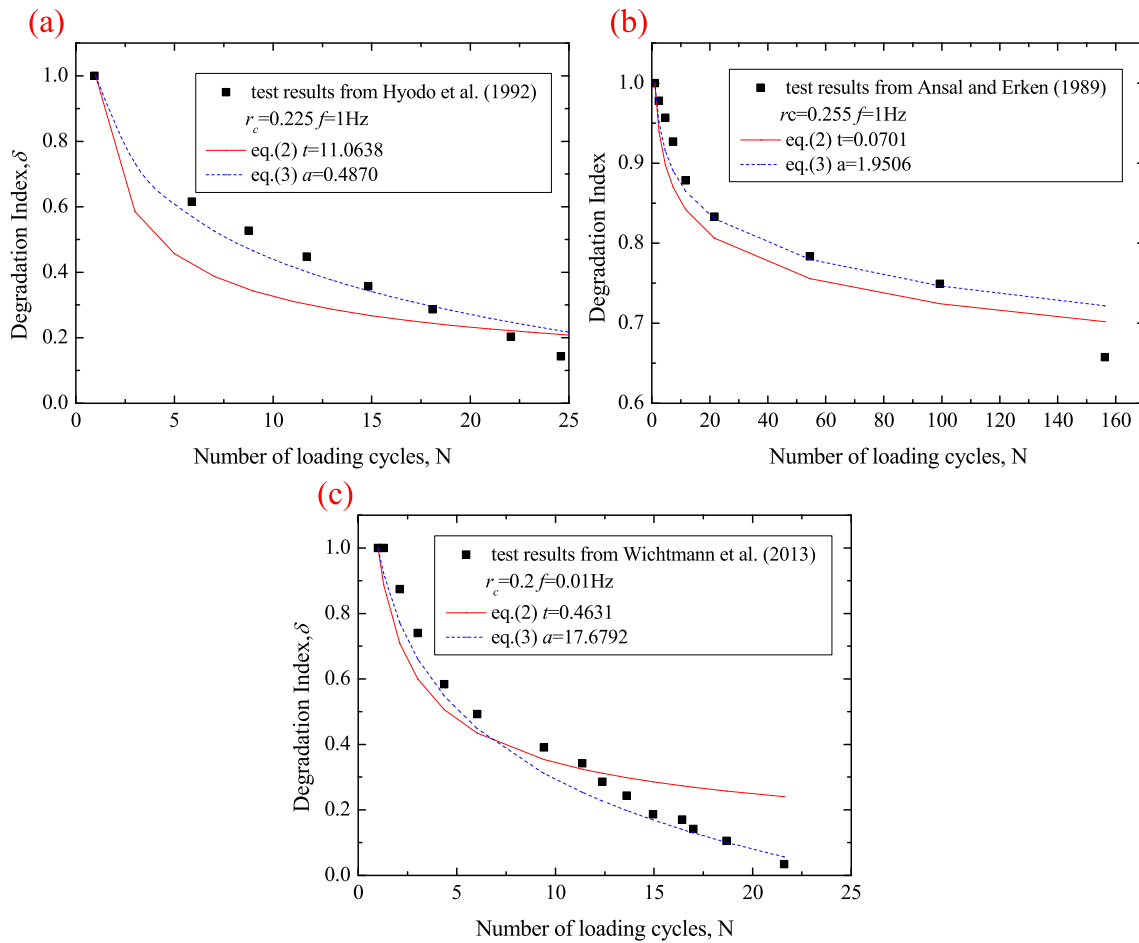 (a)
1.0
0.8
0.6
0.4
0.2
0.0
Degradation Index,δ
test results from Hyodo et al. (1992)
r_c=0.225 f=1Hz
eq.(2) t=11.0638
eq.(3) a=0.4870
0 5 10 15 20 25
Number of loading cycles, N
(b)
1.0
0.9
0.8
0.7
0.6
Degradation Index
test results from Ansal and Erken (1989)
rc=0.255 f=1Hz
eq.(2) t=0.0701
eq.(3) a=1.9506
0 20 40 60 80 100 120 140 160
Number of loading cycles, N
(c)
1.0
0.8
0.6
0.4
0.2
0.0
Degradation Index,δ
test results from Wichtmann et al. (2013)
r_c=0.2 f=0.01Hz
eq.(2) t=0.4631
eq.(3) a=17.6792
0 5 10 15 20 25
Number of loading cycles, N